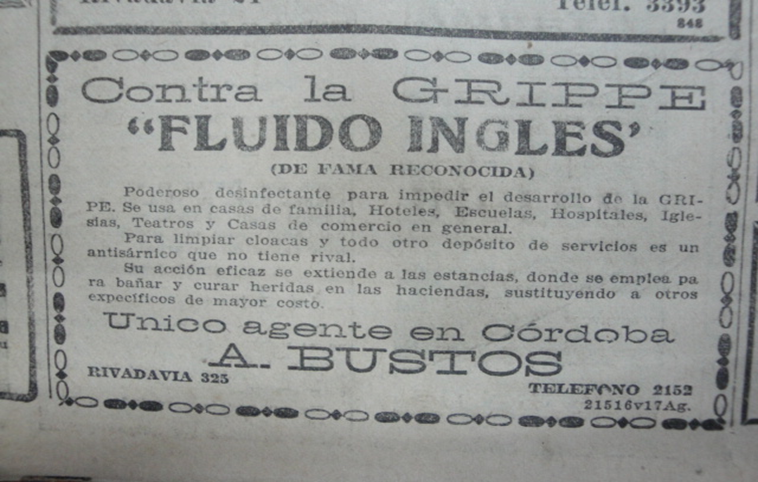 Telef. 3393
848
Contra la GRIPPE
"FLUIDO INGLES'
(DE FAMA RECONOCIDA)
Poderoso desinfectante para impedir el desarrollo de la GRI-
PE. Se usa en casas de familia, Hoteles, Escuelas, Hospitales, Igle-
sias, Teatros y Casas de comercio en general.
Para limpiar cloacas y todo otro depósito de servicios es un
antisárnico que no tiene rival.
Su acción eficaz se extiende a las estancias, donde se emplea pa
ra bañar y curar heridas en las haciendas, sustituyendo a otros
expecíficos de mayor costo.
Unico agente en Córdoba
A. BUSTOS
RIVADAVIA 325
TELEFONO 2152
21516v17Ag.